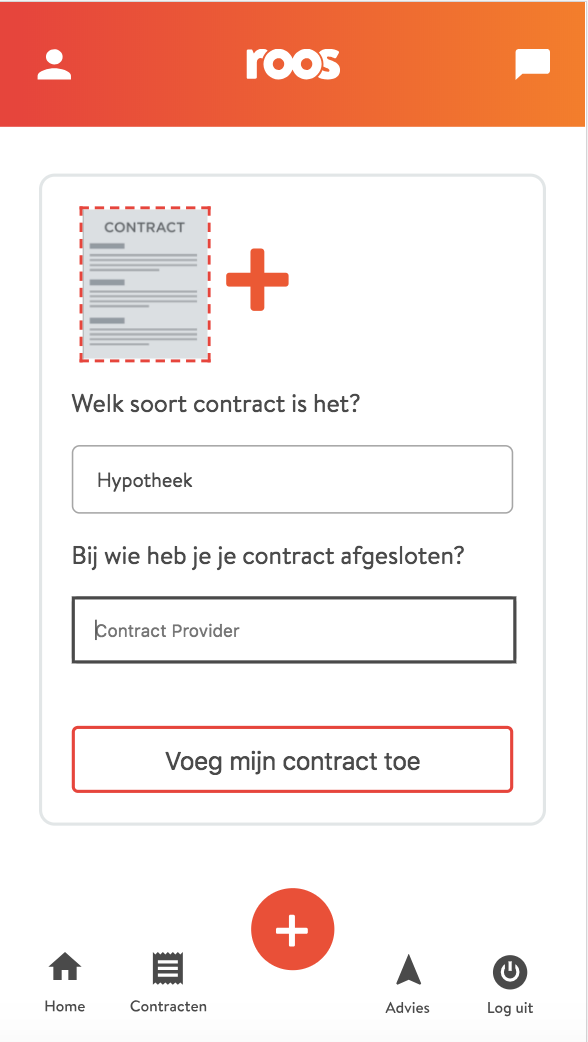 roos
CONTRACT
Welk soort contract is het?
Hypotheek
Bij wie heb je je contract afgesloten?
Contract Provider
Voeg mijn contract toe
Home
Contracten
Advies
Log uit